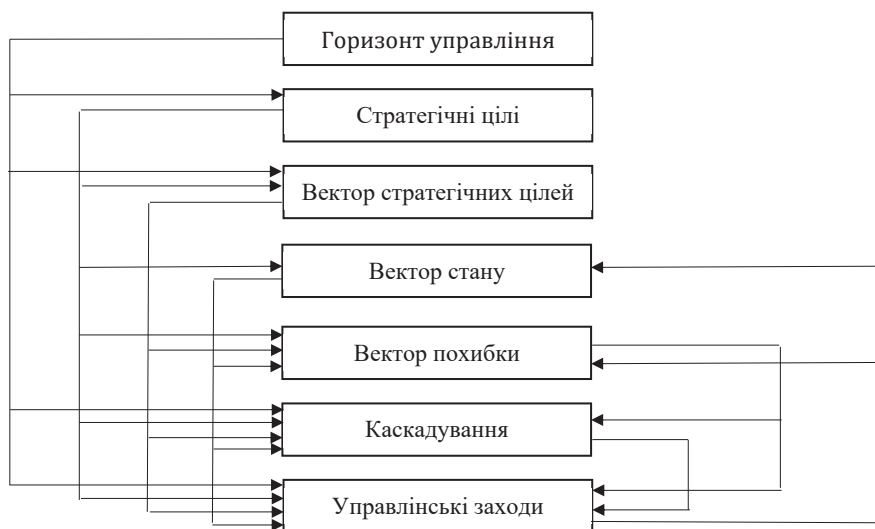 Горизонт управління
Стратегічні цілі
Вектор стратегічних цілей
Вектор стану
Вектор похибки
Каскадування
Управлінські заходи